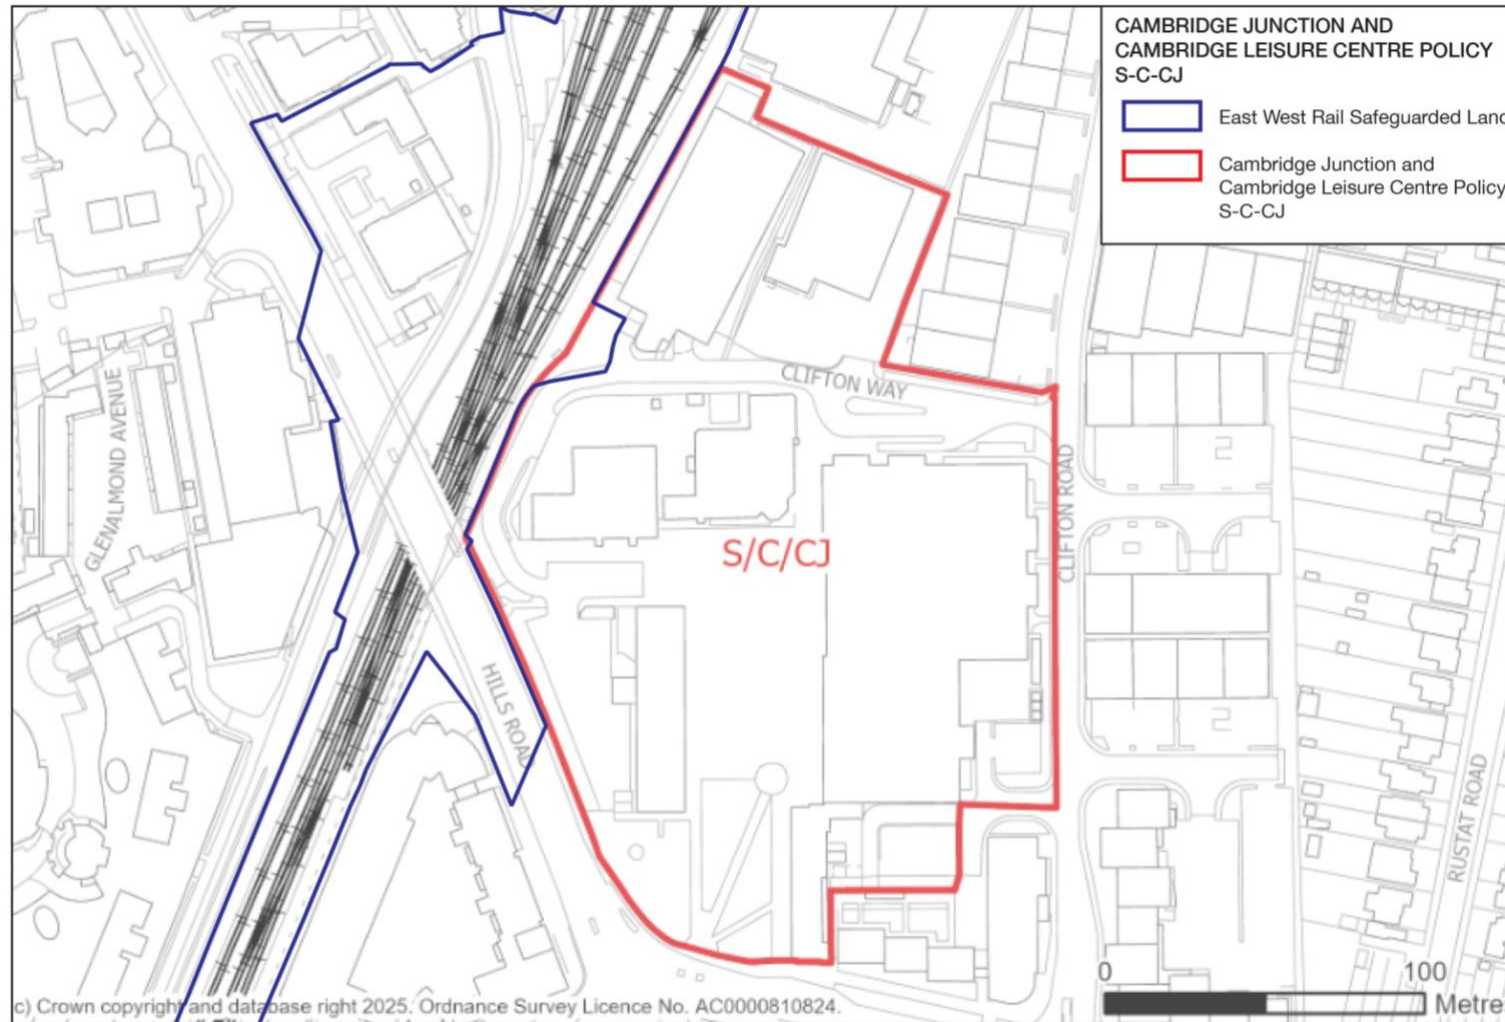 CAMBRIDGE JUNCTION AND
CAMBRIDGE LEISURE CENTRE POLICY
S-C-CJ
East West Rail Safeguarded Land
Cambridge Junction and
Cambridge Leisure Centre Policy
S-C-CJ
GLENALMOND AVENUE
CLIFTON WAY
CLIFTON ROAD
S/C/CJ
HILLS ROAD
RUSTAT ROAD
0 100
Metre
c) Crown copyright and database right 2025. Ordnance Survey Licence No. AC0000810824.